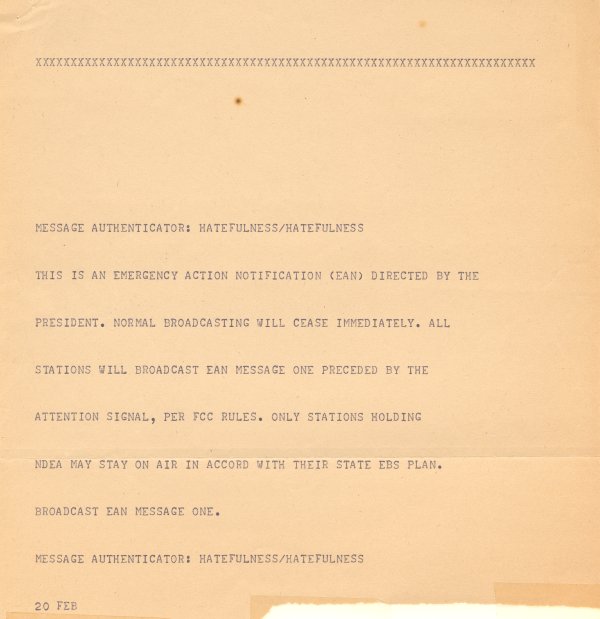 XXXXXXXXXXXXXXXXXXXXXXXXXXXXXXXXXXXXXXXXXXXXXXXXXXXXXXXXXXXXXXXXXXXXXX
MESSAGE AUTHENTICATOR: HATEFULNESS/HATEFULNESS
THIS IS AN EMERGENCY ACTION NOTIFICATION (EAN) DIRECTED BY THE
PRESIDENT. NORMAL BROADCASTING WILL CEASE IMMEDIATELY. ALL
STATIONS WILL BROADCAST EAN MESSAGE ONE PRECEDED BY THE
ATTENTION SIGNAL, PER FCC RULES. ONLY STATIONS HOLDING
NDEA MAY STAY ON AIR IN ACCORD WITH THEIR STATE EBS PLAN.
BROADCAST EAN MESSAGE ONE.
MESSAGE AUTHENTICATOR: HATEFULNESS/HATEFULNESS
20 FEB